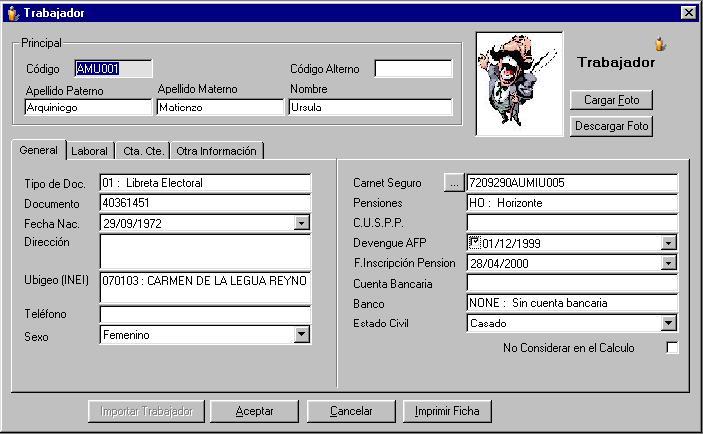 Trabajador
Principal
Código AMU001 Código Alterno
Apellido Paterno Apellido Materno Nombre
Arquiniego Matienzo Ursula
Trabajador
Cargar Foto
Descargar Foto
General Laboral Cta. Cte. Otra Información
Tipo de Doc. 01 : Libreta Electoral
Documento 40361451
Fecha Nac. 29/09/1972
Dirección
Ubigeo (INEI) 070103 : CARMEN DE LA LEGUA REYNO
Teléfono
Sexo Femenino
Carnet Seguro ... 7209290AUMIU005
Pensiones HO : Horizonte
C.U.S.P.P.
Devengue AFP 01/12/1999
F.Inscripción Pension 28/04/2000
Cuenta Bancaria
Banco NONE : Sin cuenta bancaria
Estado Civil Casado
No Considerar en el Calculo
Importar Trabajador Aceptar Cancelar Imprimir Ficha